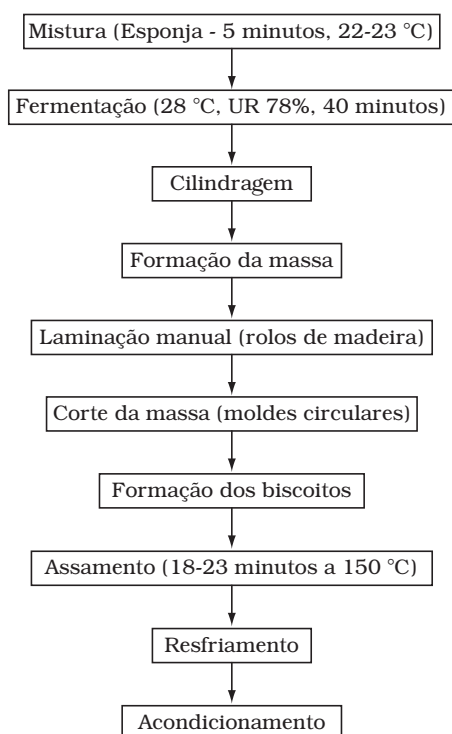 Mistura (Esponja - 5 minutos, 22-23 °C)
Fermentação (28 °C, UR 78%, 40 minutos)
Cilindragem
Formação da massa
Laminação manual (rolos de madeira)
Corte da massa (moldes circulares)
Formação dos biscoitos
Assamento (18-23 minutos a 150 °C)
Resfriamento
Acondicionamento